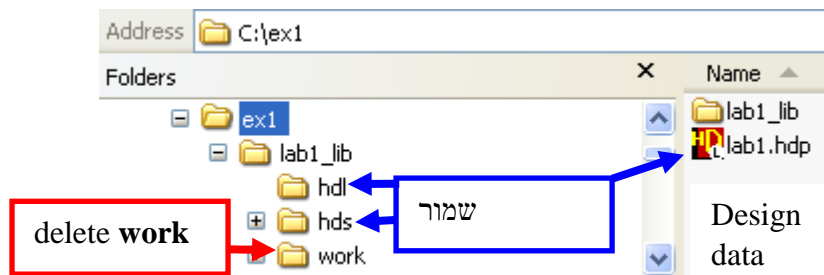 Address C:\ex1
Folders × Name
ex1
lab1_lib
hdl
hds
work
lab1_lib
lab1.hdp
שמור
delete work
Design
data